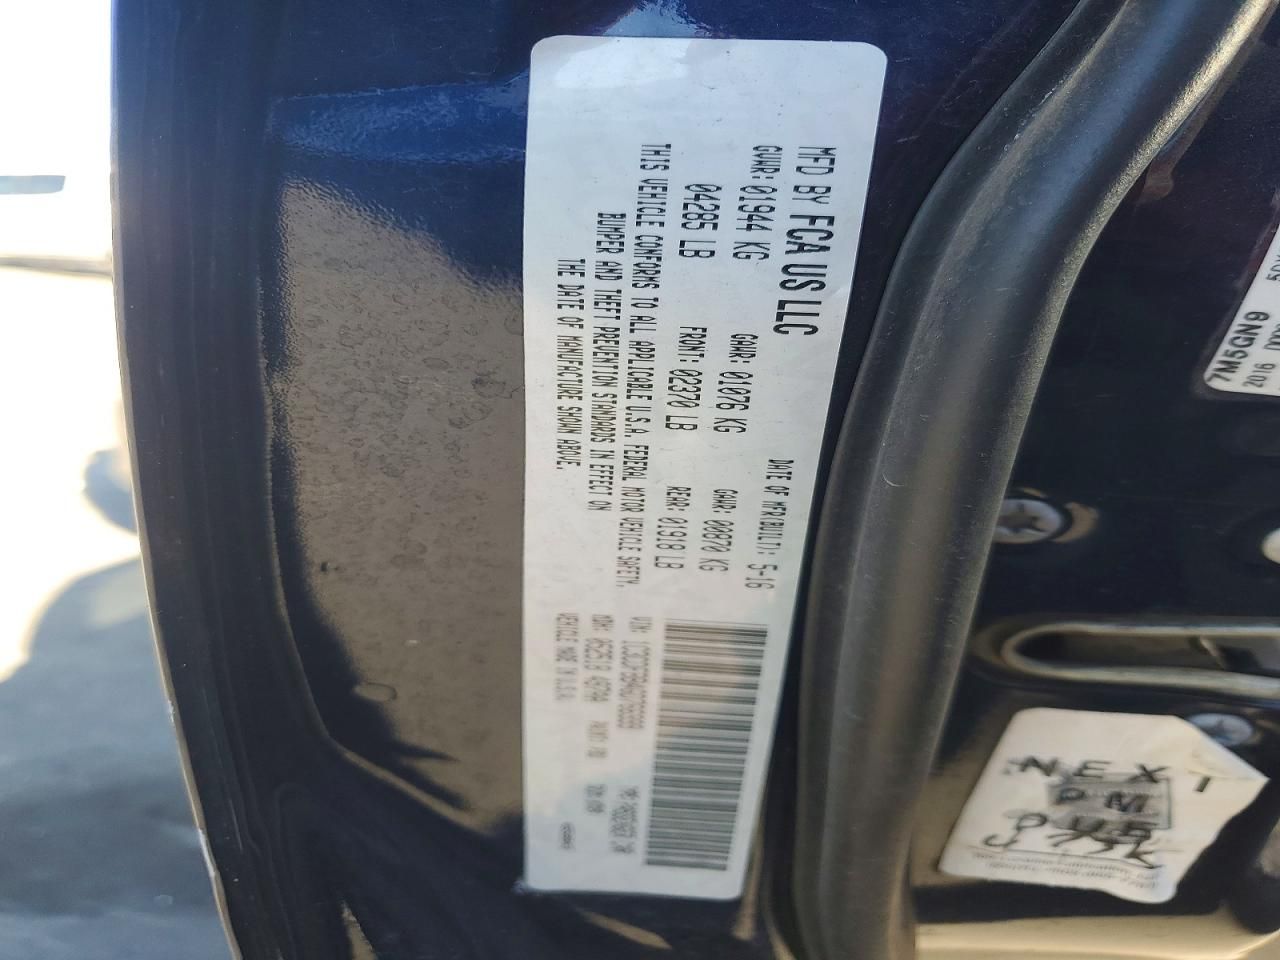 MFD BY FCA US LLC
DATE OF MFR(BUILT): 5-16
GVWR: 01944 KG
GAWR: 01076 KG
GAWR: 00870 KG
04285 LB
FRONT: 02370 LB
REAR: 01918 LB
THIS VEHICLE CONFORMS TO ALL APPLICABLE U.S.A. FEDERAL MOTOR VEHICLE SAFETY,
BUMPER AND THEFT PREVENTION STANDARDS IN EFFECT ON
THE DATE OF MANUFACTURE SHOWN ABOVE.
VIN:
MDH:
VEHICLE MADE IN U.S.A.
7M5GN9
2016
NEXT
PM
DUE